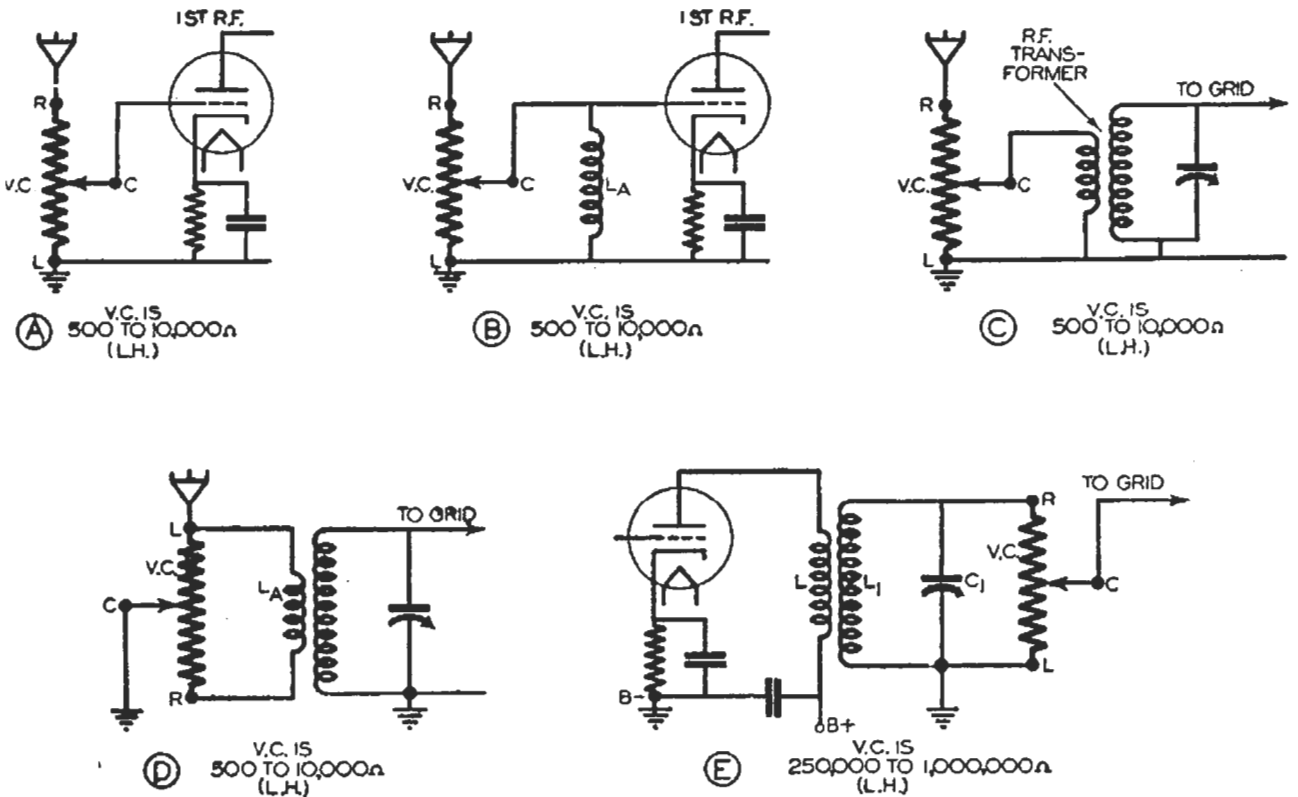 1ST R.F.
R
V.C.
C
L
Ⓐ V.C. IS
500 TO 10,000Ω
(L.H.)
1ST R.F.
R
V.C.
C
LA
L
Ⓑ V.C. IS
500 TO 10,000Ω
(L.H.)
R.F.
TRANS-
FORMER
TO GRID
R
V.C.
C
L
Ⓒ V.C. IS
500 TO 10,000Ω
(L.H.)
TO GRID
L
V.C.
LA
C
R
Ⓓ V.C. IS
500 TO 10,000Ω
(L.H.)
TO GRID
R
V.C.
L
L1
C1
C
L
B-
B+
Ⓔ V.C. IS
250,000 TO 1,000,000Ω
(L.H.)